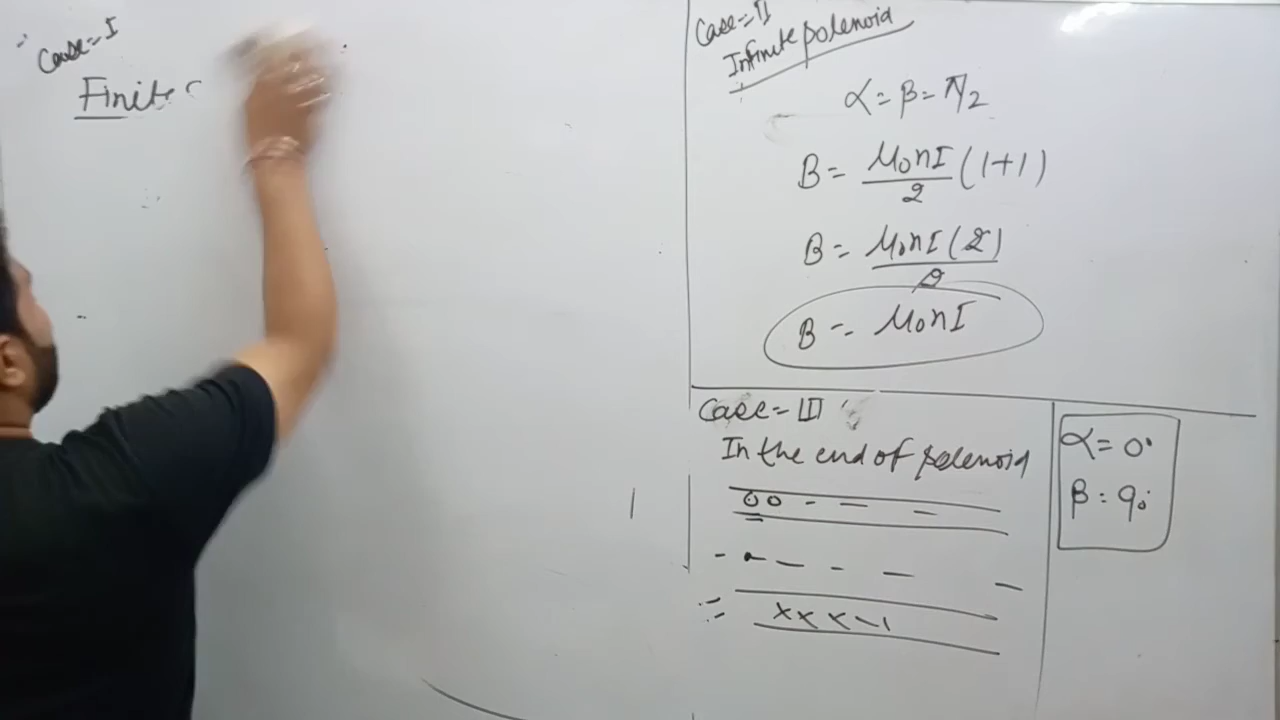 Case = I
Finite
Case = II
Infinite solenoid
α = β = π/2
B = μ0nI/2 (1+1)
B = μ0nI(2)/2
B = μ0nI
Case = III
In the end of solenoid
α = 0°
β = 90°
x x x